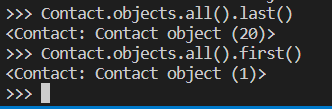 >>> Contact.objects.all().last()
<Contact: Contact object (20)>
>>> Contact.objects.all().first()
<Contact: Contact object (1)>
>>>